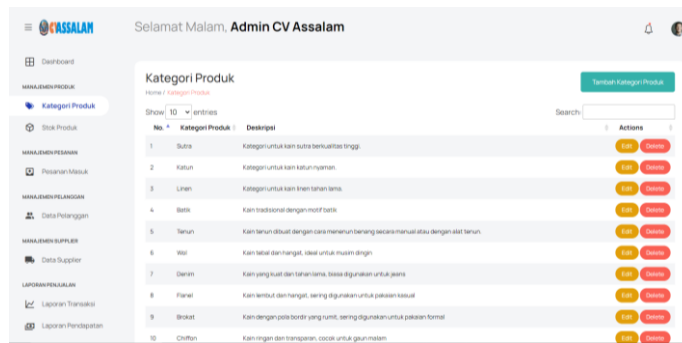 C'ASSALAM
Selamat Malam, Admin CV Assalam
Dashboard
MANAJEMEN PRODUK
Kategori Produk
Stok Produk
MANAJEMEN PESANAN
Pesanan Masuk
MANAJEMEN PELANGGAN
Data Pelanggan
MANAJEMEN SUPPLIER
Data Supplier
LAPORAN PENJUALAN
Laporan Transaksi
Laporan Pendapatan
Kategori Produk
Home / Kategori Produk
Tambah Kategori Produk
Show 10 entries
Search:
No. Kategori Produk Deskripsi Actions
1 Sutra Kategori untuk kain sutra berkualitas tinggi. Edit Delete
2 Katun Kategori untuk kain katun nyaman. Edit Delete
3 Linen Kategori untuk kain linen tahan lama. Edit Delete
4 Batik Kain tradisional dengan motif batik Edit Delete
5 Tenun Kain tenun dibuat dengan cara menenun benang secara manual atau dengan alat tenun. Edit Delete
6 Wol Kain tebal dan hangat, ideal untuk musim dingin Edit Delete
7 Denim Kain yang kuat dan tahan lama, biasa digunakan untuk jeans Edit Delete
8 Flanel Kain lembut dan hangat, sering digunakan untuk pakaian kasual Edit Delete
9 Brokat Kain dengan pola bordir yang rumit, sering digunakan untuk pakaian formal Edit Delete
10 Chiffon Kain ringan dan transparan, cocok untuk gaun malam Edit Delete